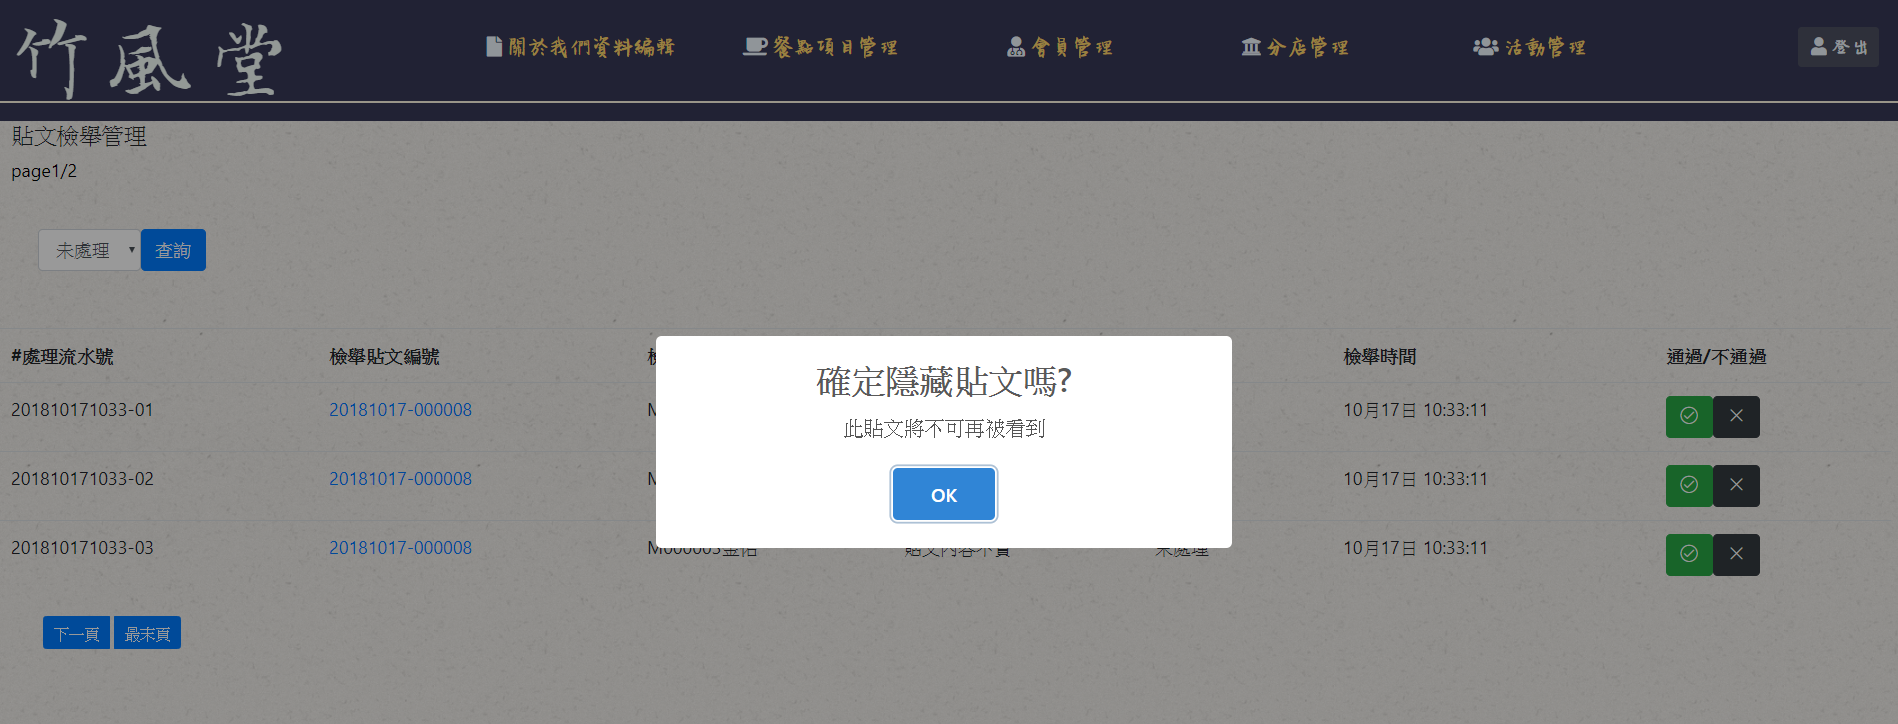 竹風堂
關於我們資料編輯
餐點項目管理
會員管理
分店管理
活動管理
登出
貼文檢舉管理
page1/2
未處理
查詢
#處理流水號 檢舉貼文編號 檢舉時間 通過/不通過
201810171033-01 20181017-000008 M 10月17日 10:33:11
201810171033-02 20181017-000008 M 10月17日 10:33:11
201810171033-03 20181017-000008 10月17日 10:33:11
確定隱藏貼文嗎?
此貼文將不可再被看到
OK
下一頁 最末頁